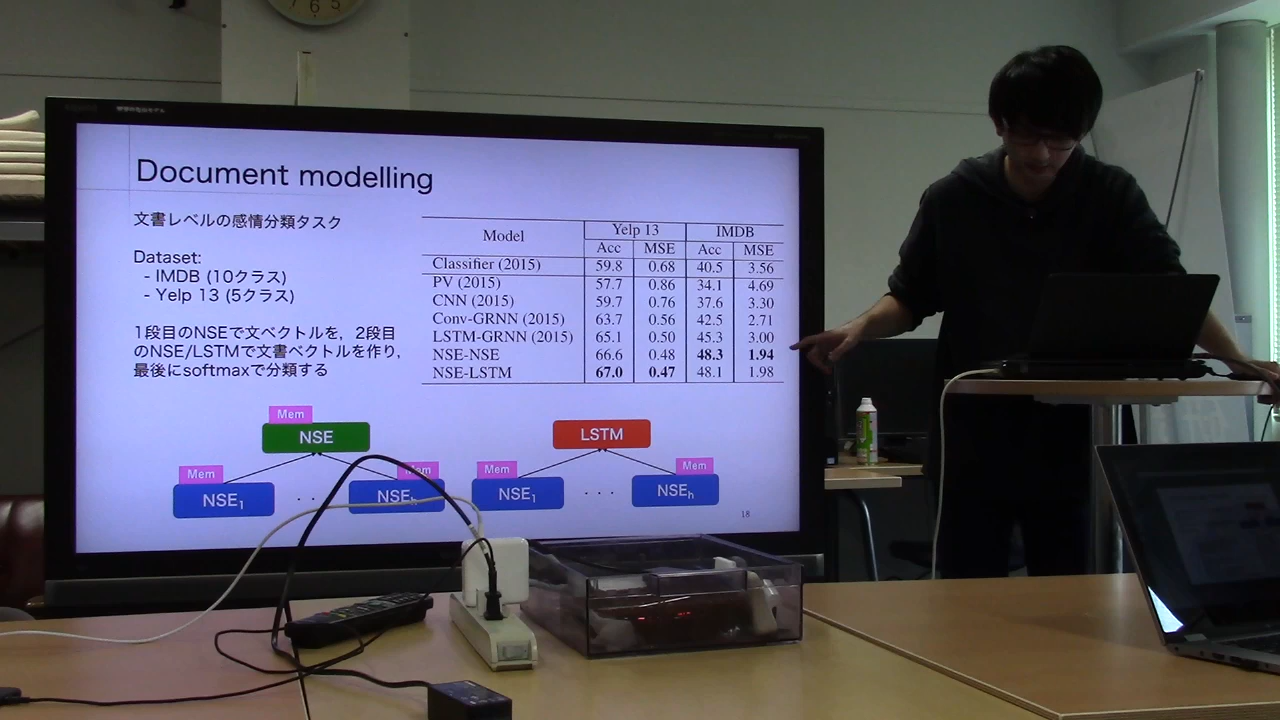 7 6 5
Document modelling
文書レベルの感情分類タスク
Dataset:
- IMDB (10クラス)
- Yelp 13 (5クラス)
1段目のNSEで文ベクトルを，2段目
のNSE/LSTMで文書ベクトルを作り，
最後にsoftmaxで分類する
Model Yelp 13 IMDB
Acc MSE Acc MSE
Classifier (2015) 59.8 0.68 40.5 3.56
PV (2015) 57.7 0.86 34.1 4.69
CNN (2015) 59.7 0.76 37.6 3.30
Conv-GRNN (2015) 63.7 0.56 42.5 2.71
LSTM-GRNN (2015) 65.1 0.50 45.3 3.00
NSE-NSE 66.6 0.48 48.3 1.94
NSE-LSTM 67.0 0.47 48.1 1.98
Mem
NSE
Mem
NSE1
. . .
Mem
NSE
LSTM
Mem
NSE1
. . .
Mem
NSEh
18